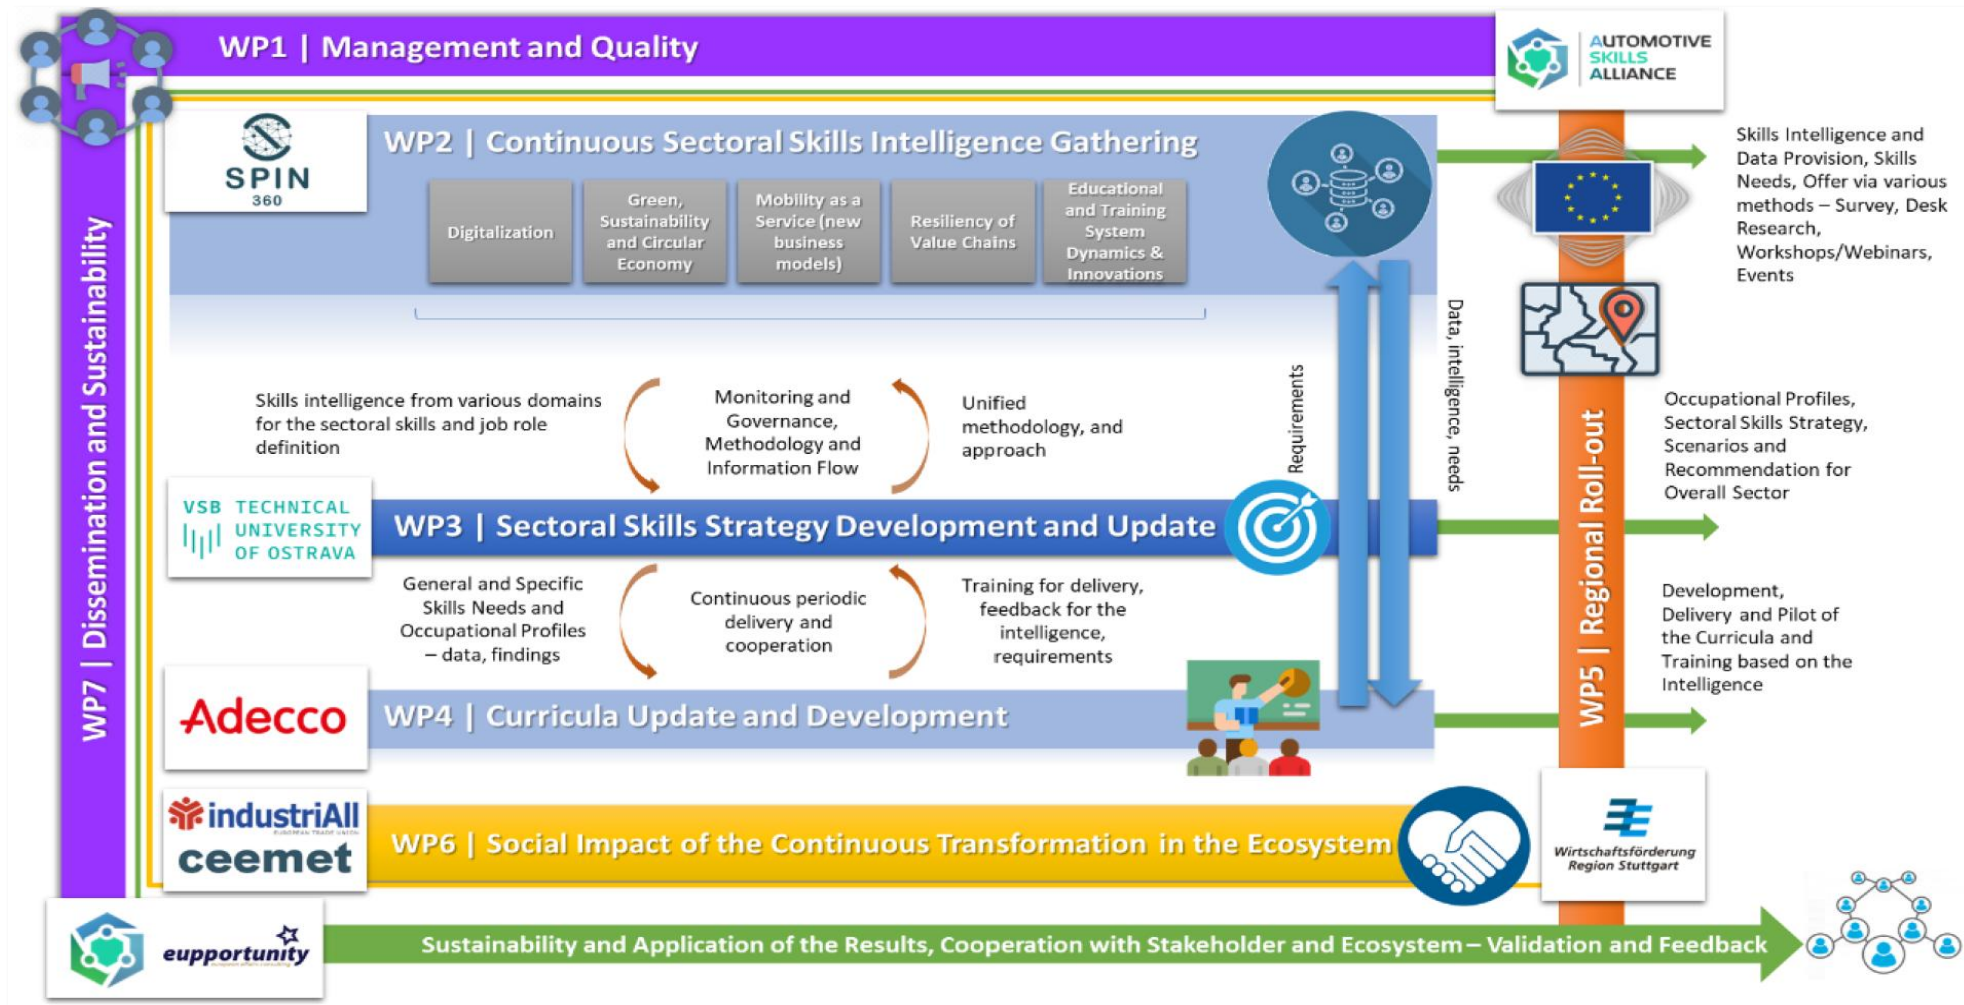 WP1 | Management and Quality
AUTOMOTIVE
SKILLS
ALLIANCE
SPIN
360
WP2 | Continuous Sectoral Skills Intelligence Gathering
Digitalization
Green,
Sustainability
and Circular
Economy
Mobility as a
Service (new
business
models)
Resiliency of
Value Chains
Educational
and Training
System
Dynamics &
Innovations
Skills Intelligence and
Data Provision, Skills
Needs, Offer via various
methods – Survey, Desk
Research,
Workshops/Webinars,
Events
WP7 | Dissemination and Sustainability
Skills intelligence from various domains
for the sectoral skills and job role
definition
Monitoring and
Governance,
Methodology and
Information Flow
Unified
methodology, and
approach
Requirements
Data, intelligence, needs
WP5 | Regional Roll-out
Occupational Profiles,
Sectoral Skills Strategy,
Scenarios and
Recommendation for
Overall Sector
VSB TECHNICAL
UNIVERSITY
OF OSTRAVA
WP3 | Sectoral Skills Strategy Development and Update
General and Specific
Skills Needs and
Occupational Profiles
– data, findings
Continuous periodic
delivery and
cooperation
Training for delivery,
feedback for the
intelligence,
requirements
Development,
Delivery and Pilot of
the Curricula and
Training based on the
Intelligence
Adecco
WP4 | Curricula Update and Development
industriAll
EUROPEAN TRADE UNION
ceemet
WP6 | Social Impact of the Continuous Transformation in the Ecosystem
Wirtschaftsförderung
Region Stuttgart
eupportunity
Sustainability and Application of the Results, Cooperation with Stakeholder and Ecosystem – Validation and Feedback